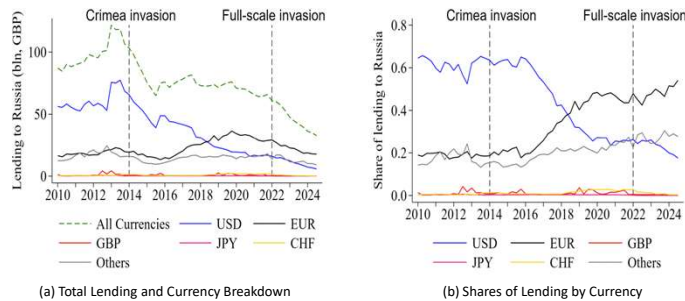 Crimea invasion
Full-scale invasion
Lending to Russia (bln, GBP)
100
50
0
2010 2012 2014 2016 2018 2020 2022 2024
All Currencies
USD
EUR
GBP
JPY
CHF
Others
(a) Total Lending and Currency Breakdown
Crimea invasion
Full-scale invasion
Share of lending to Russia
0.8
0.6
0.4
0.2
0.0
2010 2012 2014 2016 2018 2020 2022 2024
USD
EUR
GBP
JPY
CHF
Others
(b) Shares of Lending by Currency